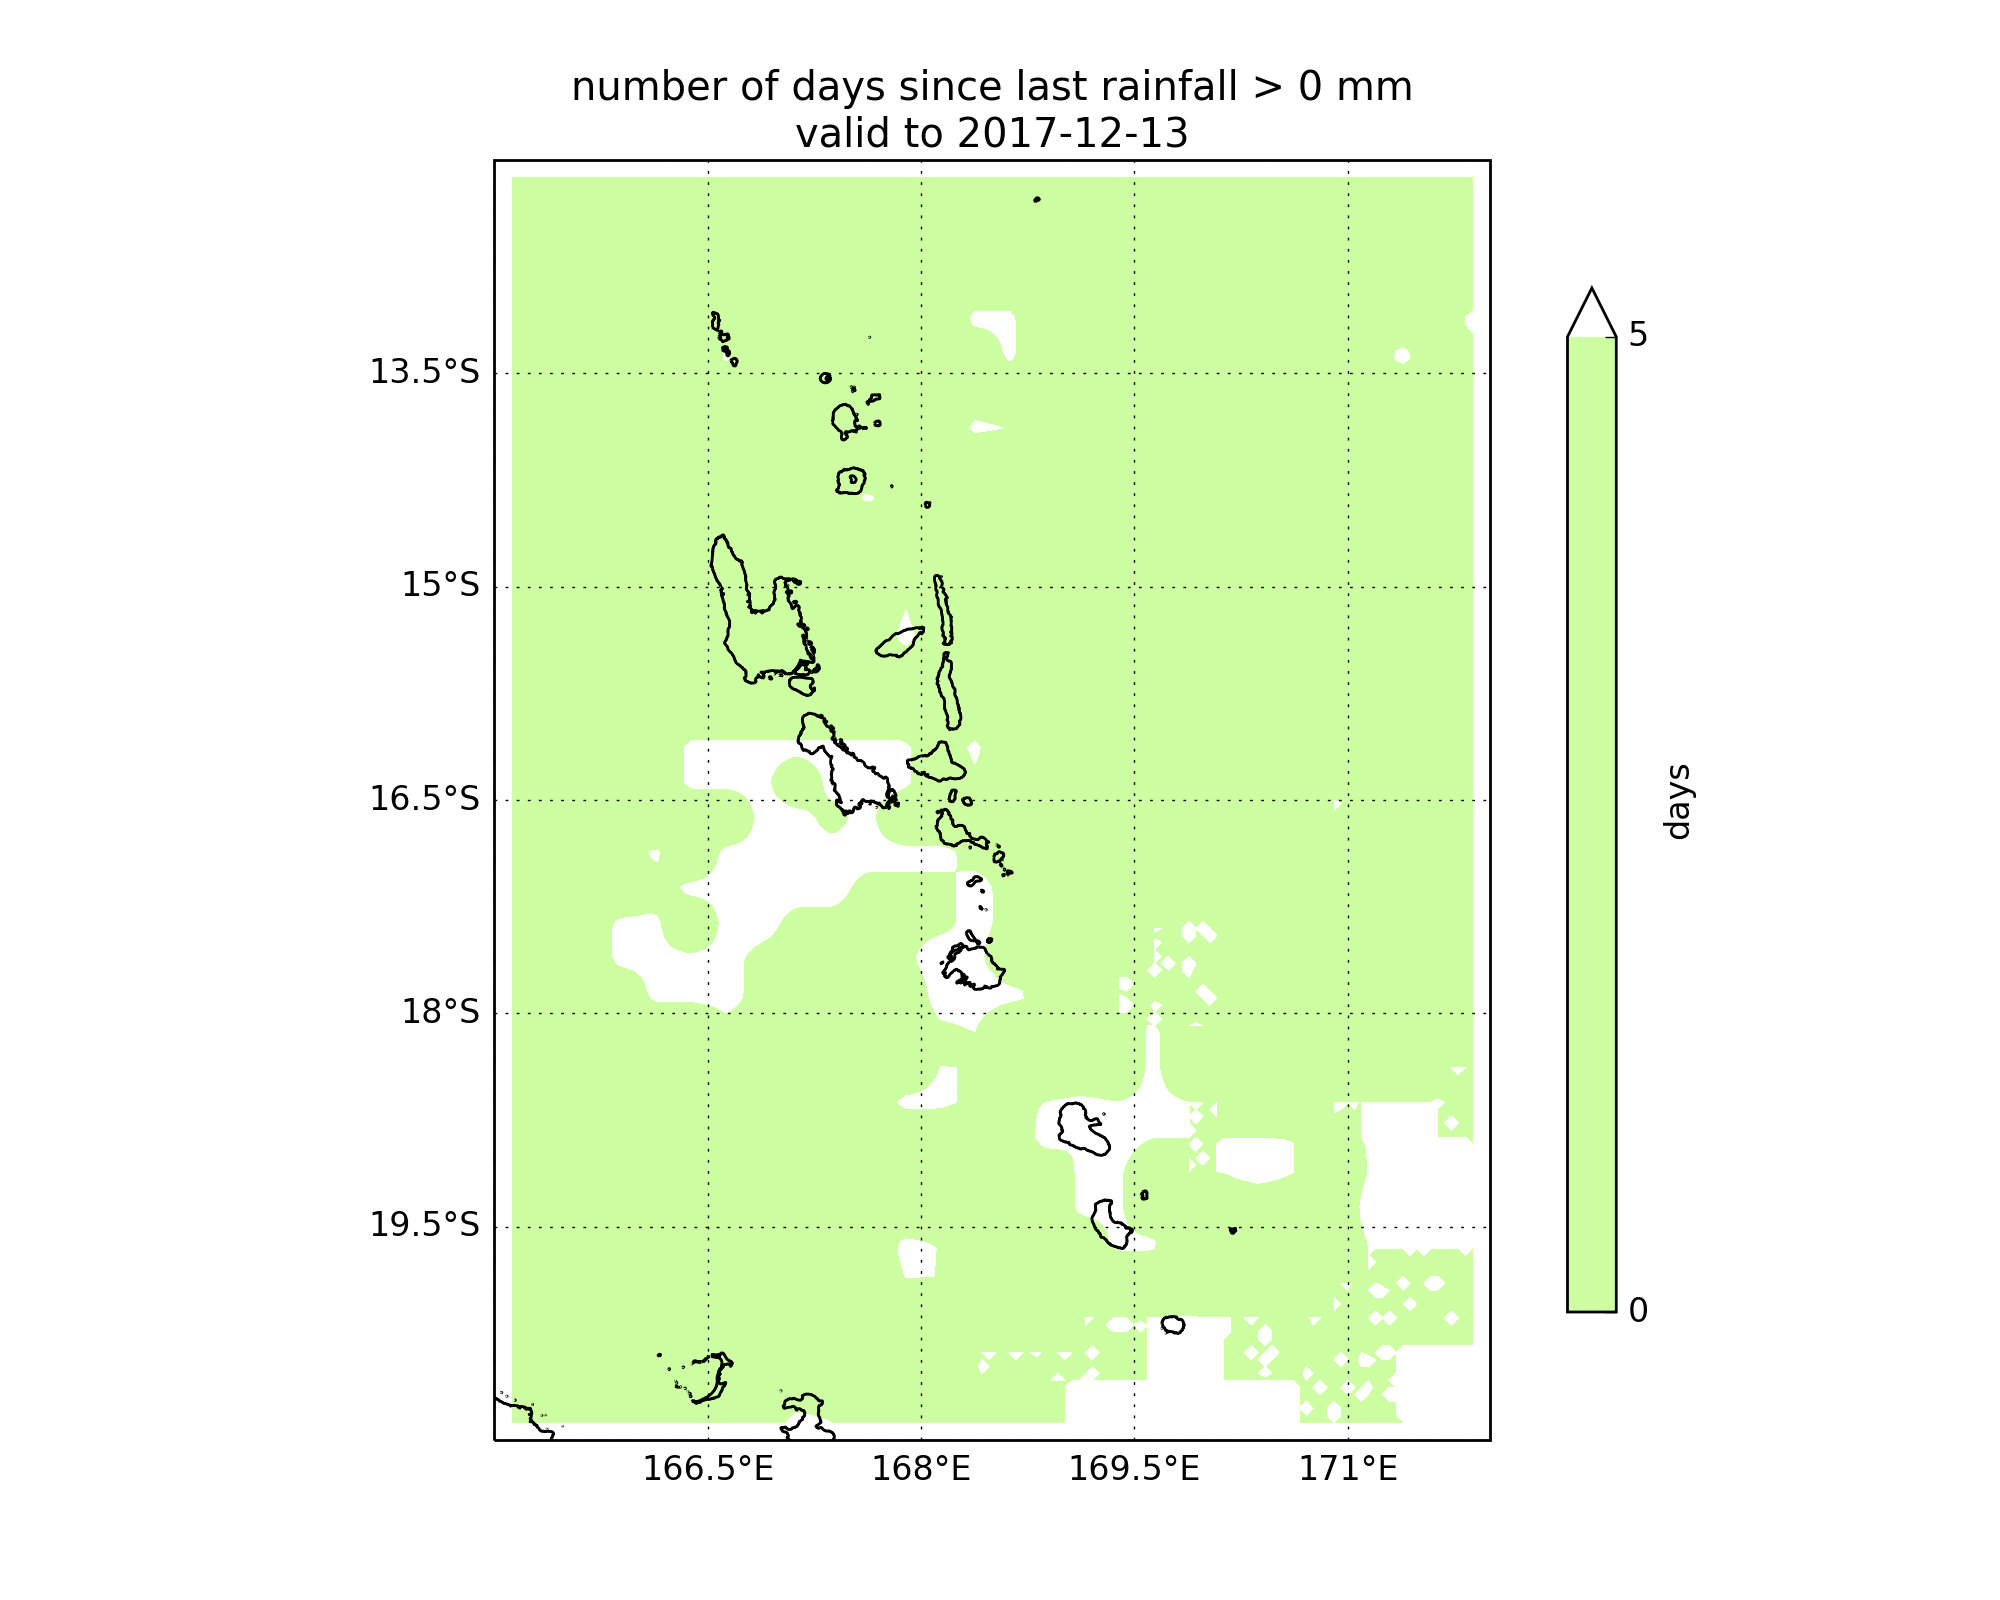 number of days since last rainfall > 0 mm
valid to 2017-12-13
13.5°S
15°S
16.5°S
18°S
19.5°S
166.5°E
168°E
169.5°E
171°E
5
0
days